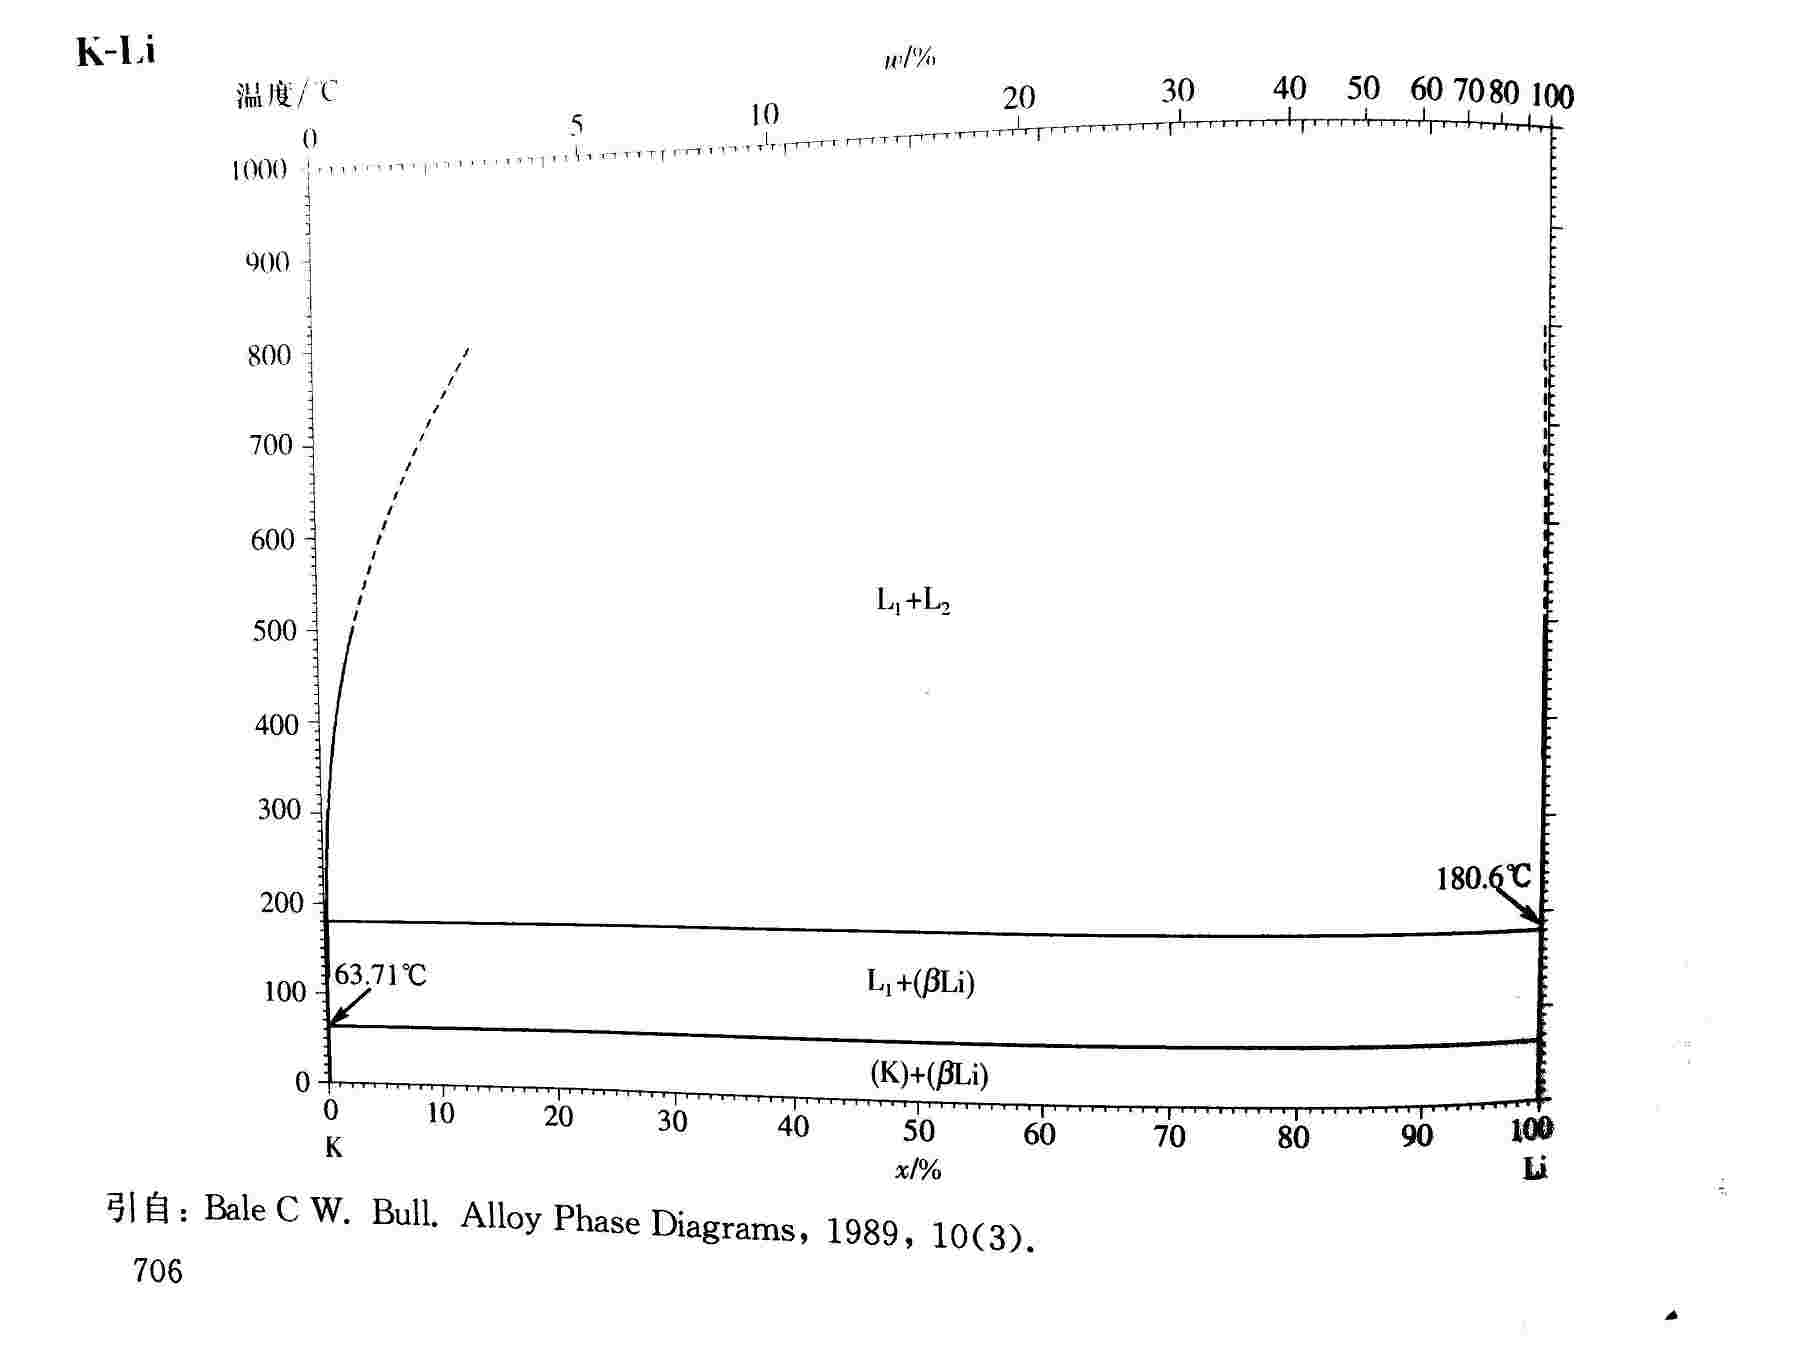 K-Li
w/%
温度/℃
0 5 10 20 30 40 50 60 70 80 100
1000
900
800
700
600
500
400
300
200
100
0
L₁+L₂
180.6℃
63.71℃
L₁+(βLi)
(K)+(βLi)
0 10 20 30 40 50 60 70 80 90 100
K
x/%
Li
引自: Bale C W. Bull. Alloy Phase Diagrams, 1989, 10(3).
706